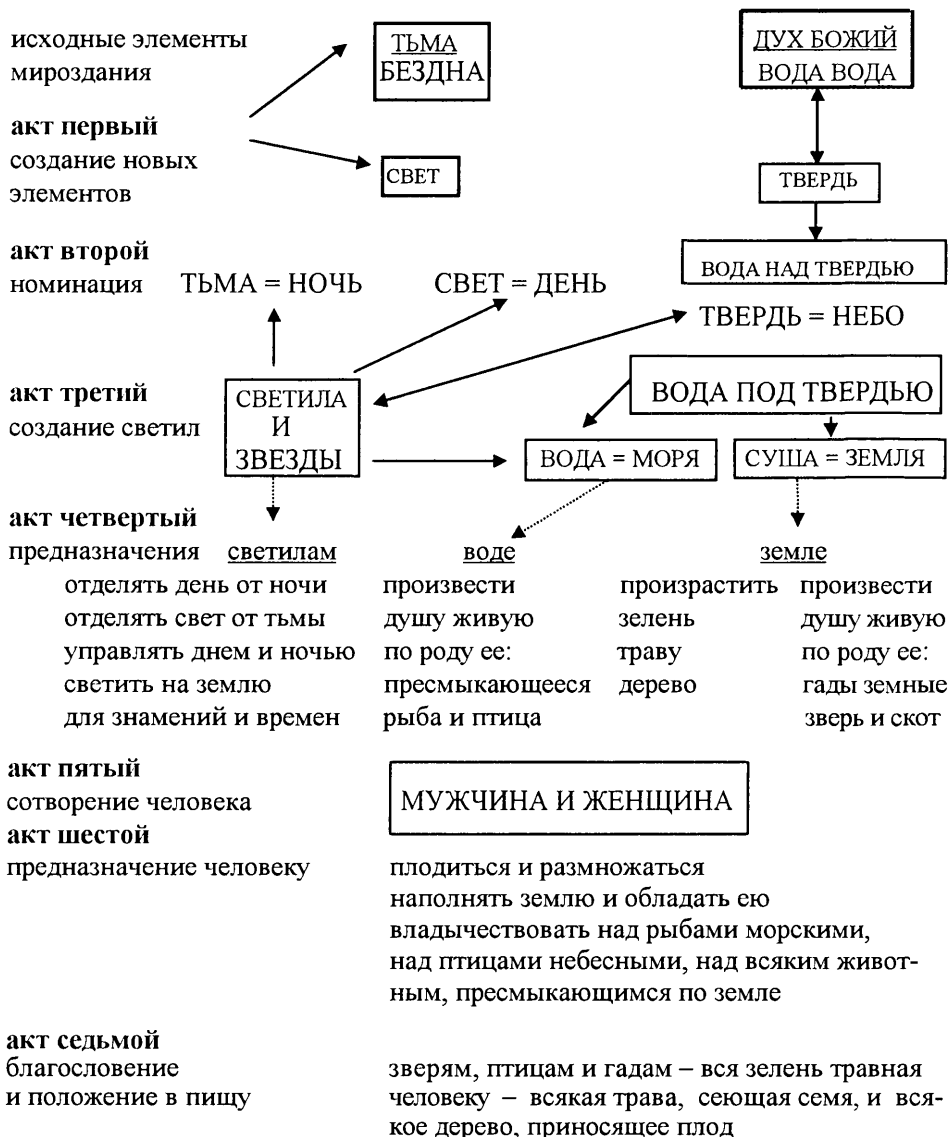 исходные элементы ТЬМА ДУХ БОЖИЙ
мироздания БЕЗДНА ВОДА ВОДА
акт первый
создание новых СВЕТ ТВЕРДЬ
элементов
акт второй ВОДА НАД ТВЕРДЬЮ
номинация ТЬМА = НОЧЬ СВЕТ = ДЕНЬ
ТВЕРДЬ = НЕБО
акт третий СВЕТИЛА ВОДА ПОД ТВЕРДЬЮ
создание светил И
ЗВЕЗДЫ ВОДА = МОРЯ СУША = ЗЕМЛЯ
акт четвертый
предназначения светилам воде земле
отделять день от ночи произвести произрастить произвести
отделять свет от тьмы душу живую зелень душу живую
управлять днем и ночью по роду ее: траву по роду ее:
светить на землю пресмыкающееся дерево гады земные
для знамений и времен рыба и птица зверь и скот
акт пятый
сотворение человека МУЖЧИНА И ЖЕНЩИНА
акт шестой
предназначение человеку плодиться и размножаться
наполнять землю и обладать ею
владычествовать над рыбами морскими,
над птицами небесными, над всяким живот-
ным, пресмыкающимся по земле
акт седьмой
благословение зверям, птицам и гадам – вся зелень травная
и положение в пищу человеку – всякая трава, сеющая семя, и вся-
кое дерево, приносящее плод